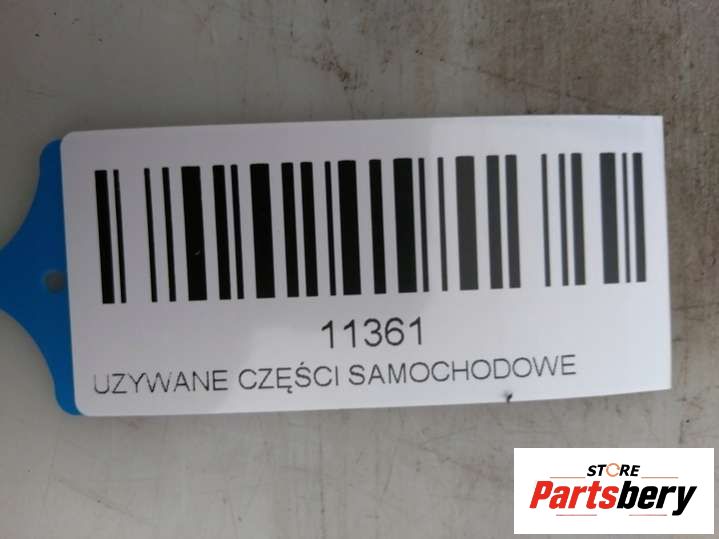 11361
UZYWANE CZĘŚCI SAMOCHODOWE
STORE
Partsbery